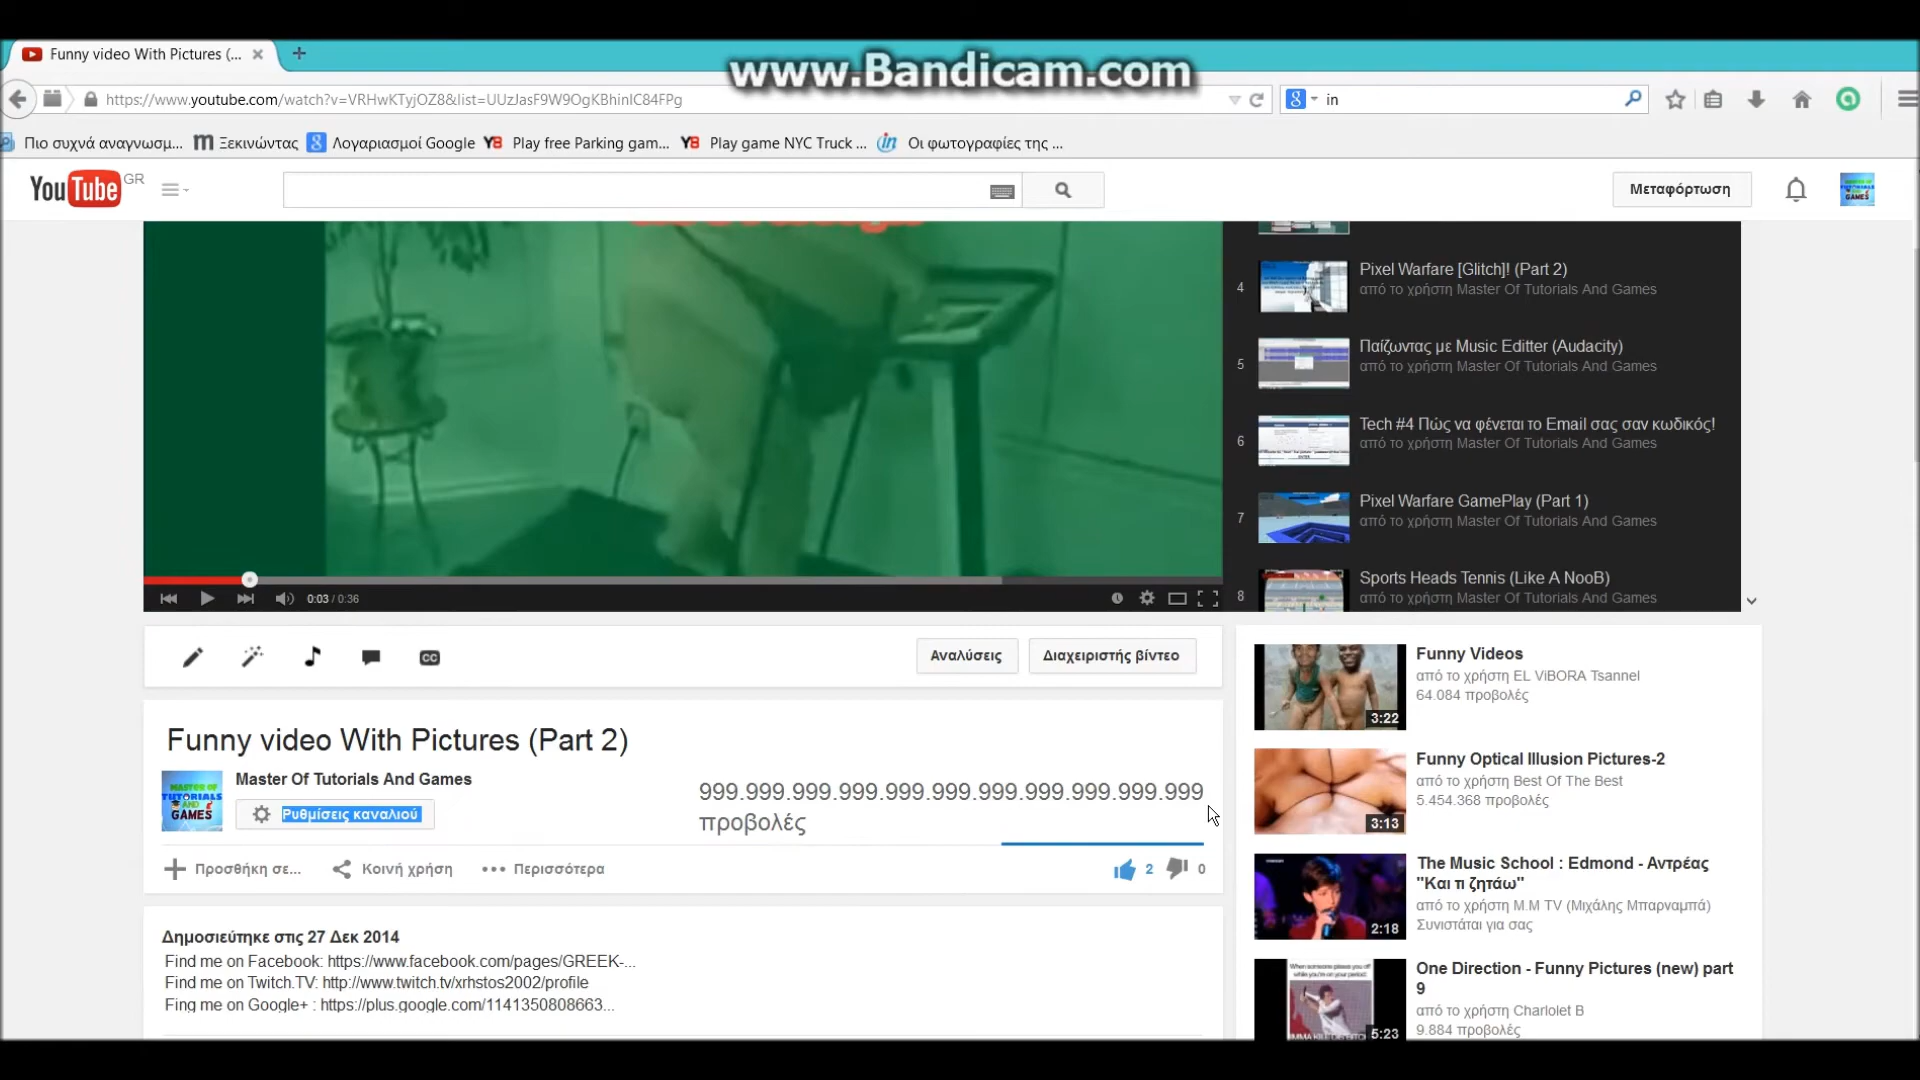 www.Bandicam.com
Funny video With Pictures (...
https://www.youtube.com/watch?v=VRHwKTyjOZ8&list=UUzJasF9W9OgKBhinIC84FPg
in
Πιο συχνά αναγνωσμ...
Ξεκινώντας
Λογαριασμοί Google
Play free Parking gam...
Play game NYC Truck ...
Οι φωτογραφίες της ...
YouTube GR
Μεταφόρτωση
4
Pixel Warfare [Glitch]! (Part 2)
από το χρήστη Master Of Tutorials And Games
5
Παίζωντας με Music Editter (Audacity)
από το χρήστη Master Of Tutorials And Games
6
Tech #4 Πώς να φένεται το Email σας σαν κωδικός!
από το χρήστη Master Of Tutorials And Games
7
Pixel Warfare GamePlay (Part 1)
από το χρήστη Master Of Tutorials And Games
8
Sports Heads Tennis (Like A NooB)
από το χρήστη Master Of Tutorials And Games
0:03 / 0:36
Αναλύσεις
Διαχειριστής βίντεο
Funny video With Pictures (Part 2)
MASTER OF
TUTORIALS
AND
GAMES
Master Of Tutorials And Games
Ρυθμίσεις καναλιού
999.999.999.999.999.999.999.999.999.999.999
προβολές
Προσθήκη σε...
Κοινή χρήση
Περισσότερα
2
0
Δημοσιεύτηκε στις 27 Δεκ 2014
Find me on Facebook: https://www.facebook.com/pages/GREEK-...
Find me on Twitch.TV: http://www.twitch.tv/xrhstos2002/profile
Fing me on Google+ : https://plus.google.com/1141350808663...
3:22
Funny Videos
από το χρήστη EL ViBORA Tsannel
64.084 προβολές
3:13
Funny Optical Illusion Pictures-2
από το χρήστη Best Of The Best
5.454.368 προβολές
2:18
The Music School : Edmond - Αντρέας
"Και τι ζητάω"
από το χρήστη M.M TV (Μιχάλης Μπαρναμπά)
Συνιστάται για σας
5:23
One Direction - Funny Pictures (new) part
9
από το χρήστη Charlolet B
9.884 προβολές